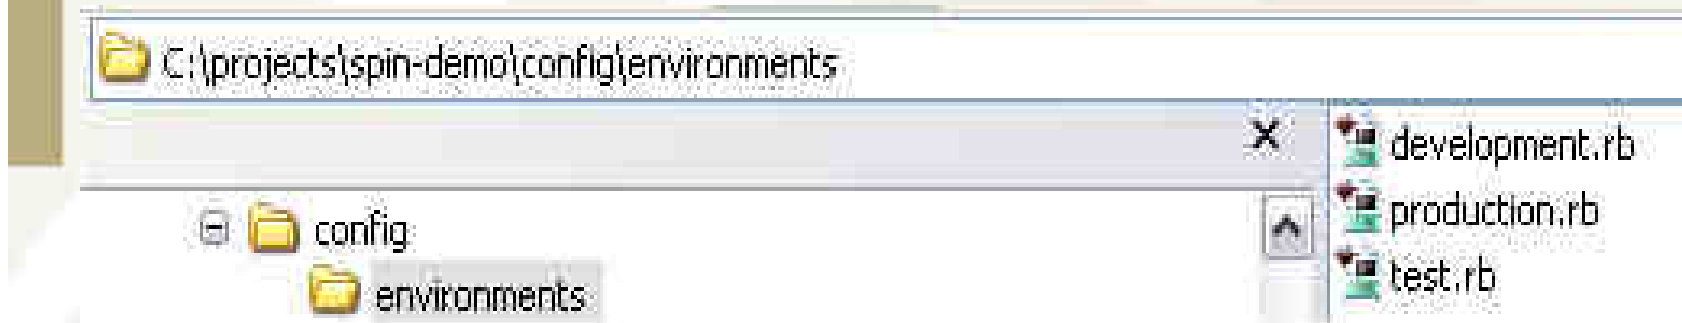 C:\projects\spin-demo\config\environments
config
environments
development.rb
production.rb
test.rb